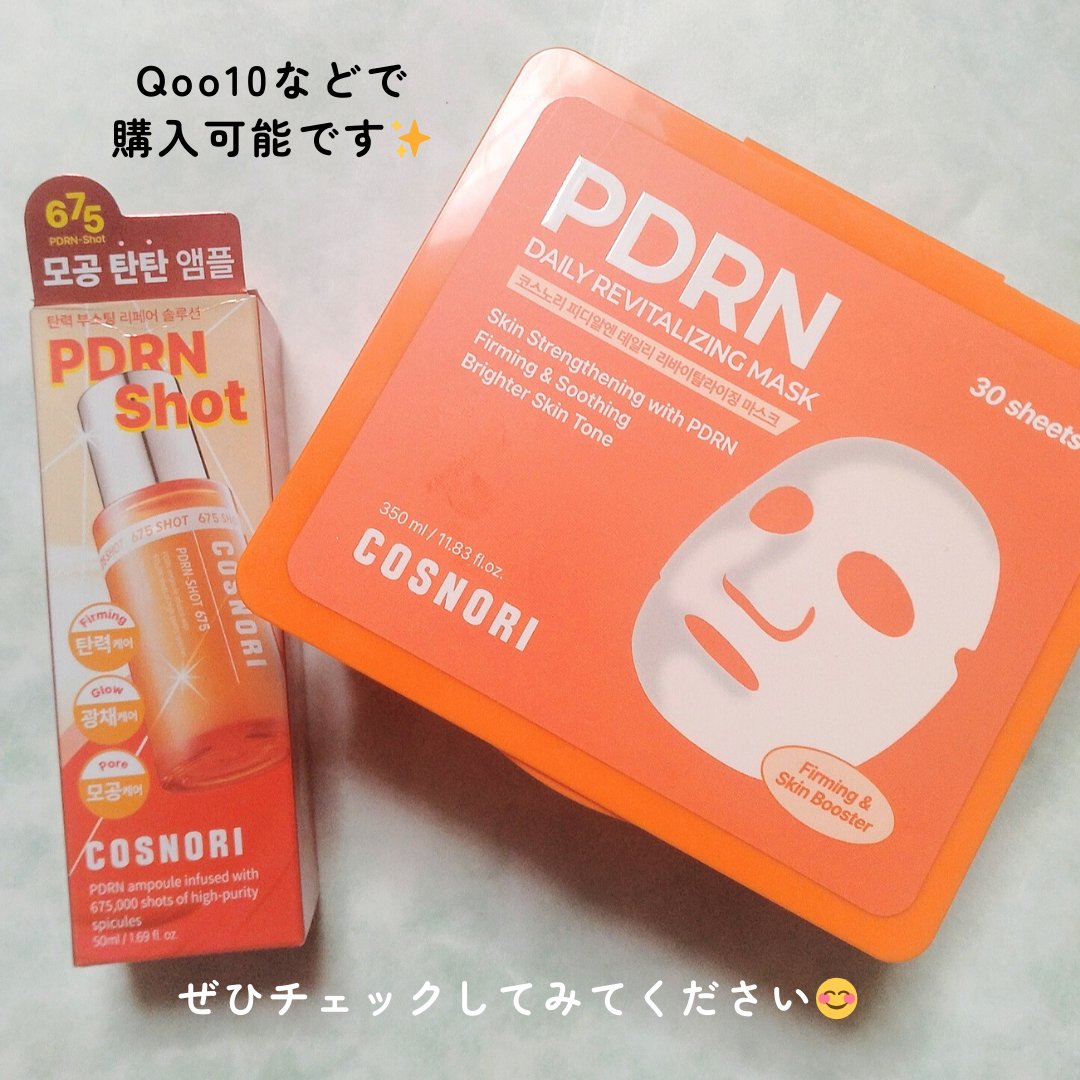 Qoo10などで
購入可能です✨
675
PDRN-Shot
모공 탄탄 앰플
탄력 부스팅 리페어 솔루션
PDRN
Shot
675 SHOT 675 SH
COSNORI
PDRN-SHOT 675
Firming
탄력케어
Glow
광채케어
Pore
모공케어
COSNORI
PDRN ampoule infused with
675,000 shots of high-purity
spicules
50ml / 1.69 fl. oz.
PDRN
DAILY REVITALIZING MASK
코스노리 피디알앤 데일리 리바이탈라이징 마스크
Skin Strengthening with PDRN
Firming & Soothing
Brighter Skin Tone
30 sheets
350 ml / 11.83 fl.oz.
COSNORI
Firming &
Skin Booster
ぜひチェックしてみてください😊